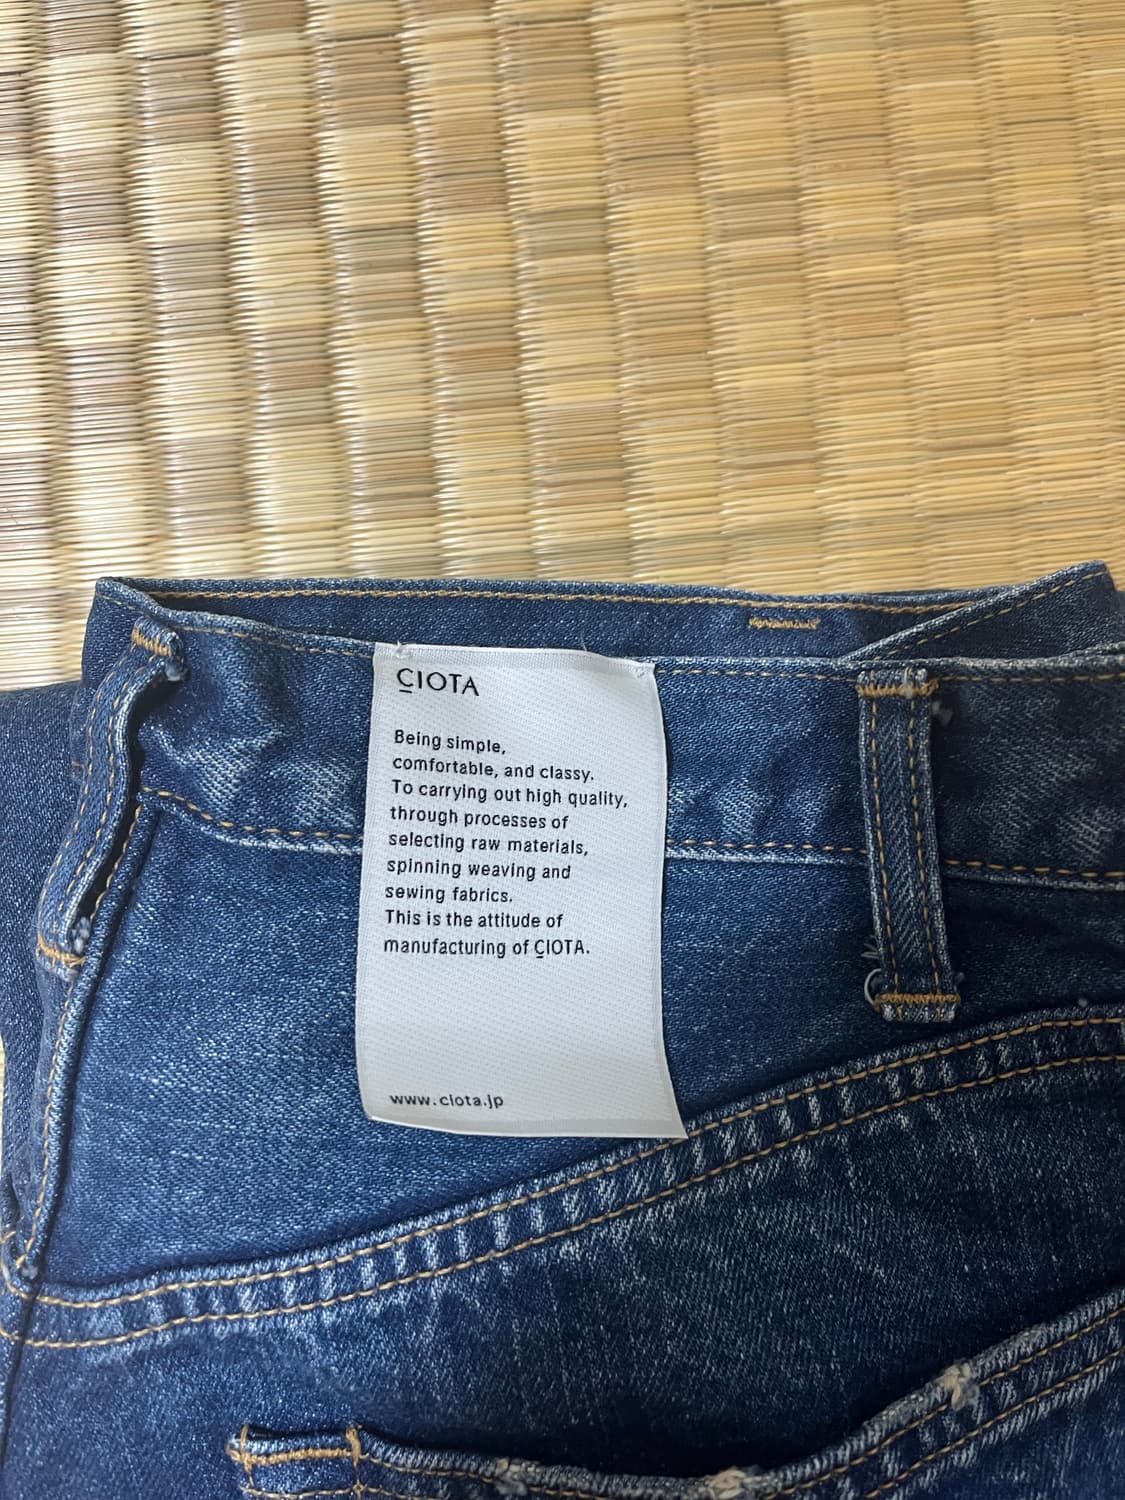 ÇIOTA
Being simple,
comfortable, and classy.
To carrying out high quality,
through processes of
selecting raw materials,
spinning weaving and
sewing fabrics.
This is the attitude of
manufacturing of ÇIOTA.
www.ciota.jp